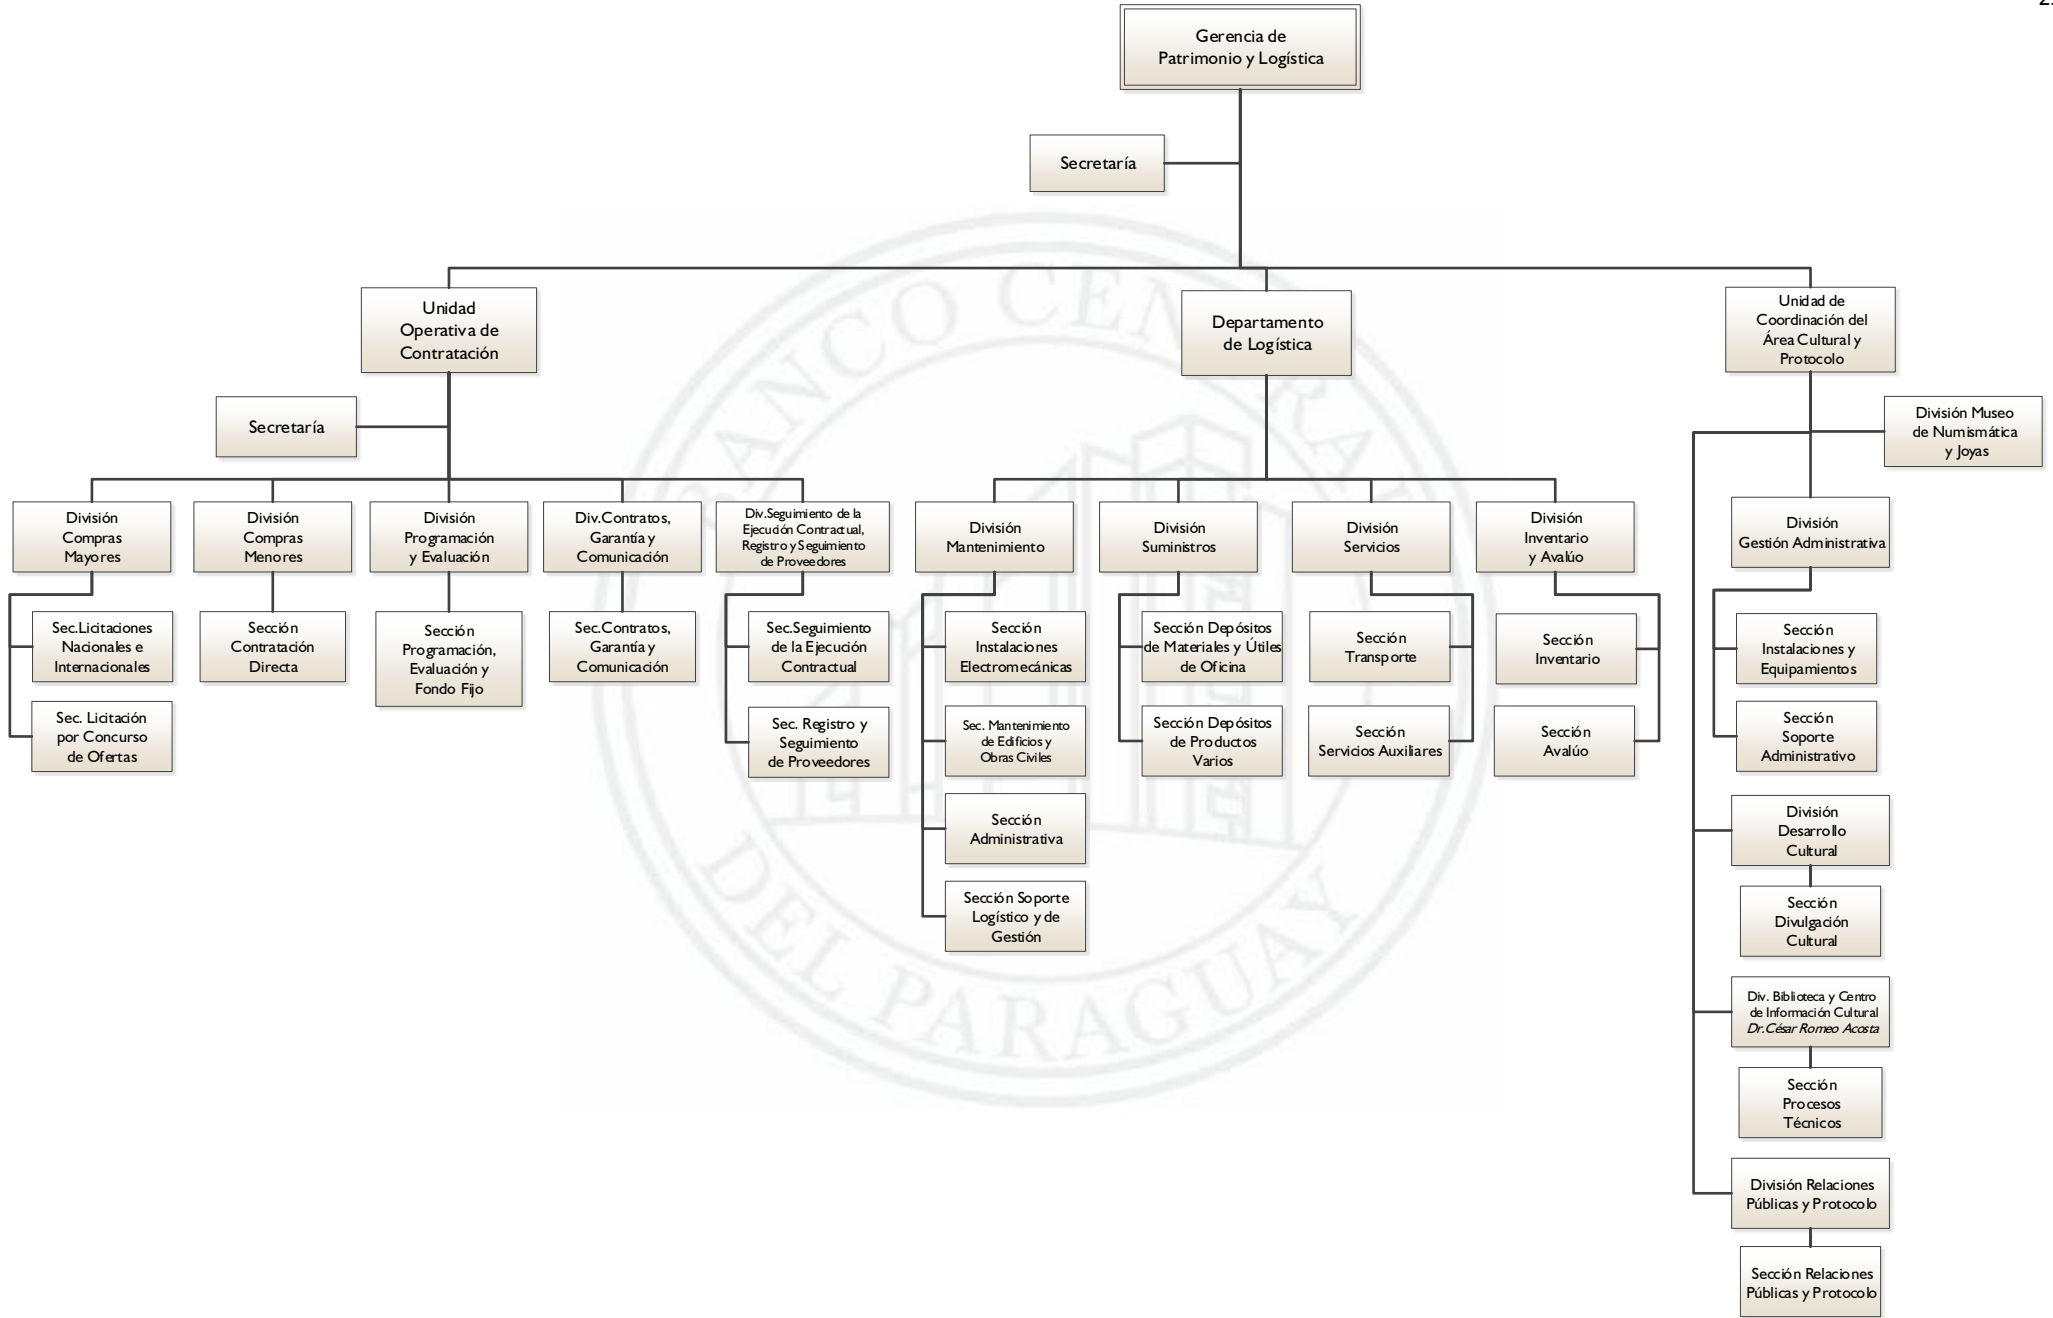 Gerencia de
Patrimonio y Logística
Secretaría
Unidad
Operativa de
Contratación
Departamento
de Logística
Unidad de
Coordinación del
Área Cultural y
Protocolo
Secretaría
División Museo
de Numismática
y Joyas
División
Compras
Mayores
División
Compras
Menores
División
Programación
y Evaluación
Div.Contratos,
Garantía y
Comunicación
Div.Seguimiento de la
Ejecución Contractual,
Registro y Seguimiento
de Proveedores
División
Mantenimiento
División
Suministros
División
Servicios
División
Inventario
y Avalúo
División
Gestión Administrativa
Sec.Licitaciones
Nacionales e
Internacionales
Sección
Contratación
Directa
Sección
Programación,
Evaluación y
Fondo Fijo
Sec.Contratos,
Garantía y
Comunicación
Sec.Seguimiento
de la Ejecución
Contractual
Sección
Instalaciones
Electromecánicas
Sección Depósitos
de Materiales y Útiles
de Oficina
Sección
Transporte
Sección
Inventario
Sección
Instalaciones y
Equipamientos
Sec. Licitación
por Concurso
de Ofertas
Sec. Registro y
Seguimiento
de Proveedores
Sec. Mantenimiento
de Edificios y
Obras Civiles
Sección Depósitos
de Productos
Varios
Sección
Servicios Auxiliares
Sección
Avalúo
Sección
Soporte
Administrativo
Sección
Administrativa
División
Desarrollo
Cultural
Sección Soporte
Logístico y de
Gestión
Sección
Divulgación
Cultural
Div. Biblioteca y Centro
de Información Cultural
Dr.César Romeo Acosta
Sección
Procesos
Técnicos
División Relaciones
Públicas y Protocolo
Sección Relaciones
Públicas y Protocolo
BANCO CENTRAL
DEL PARAGUAY